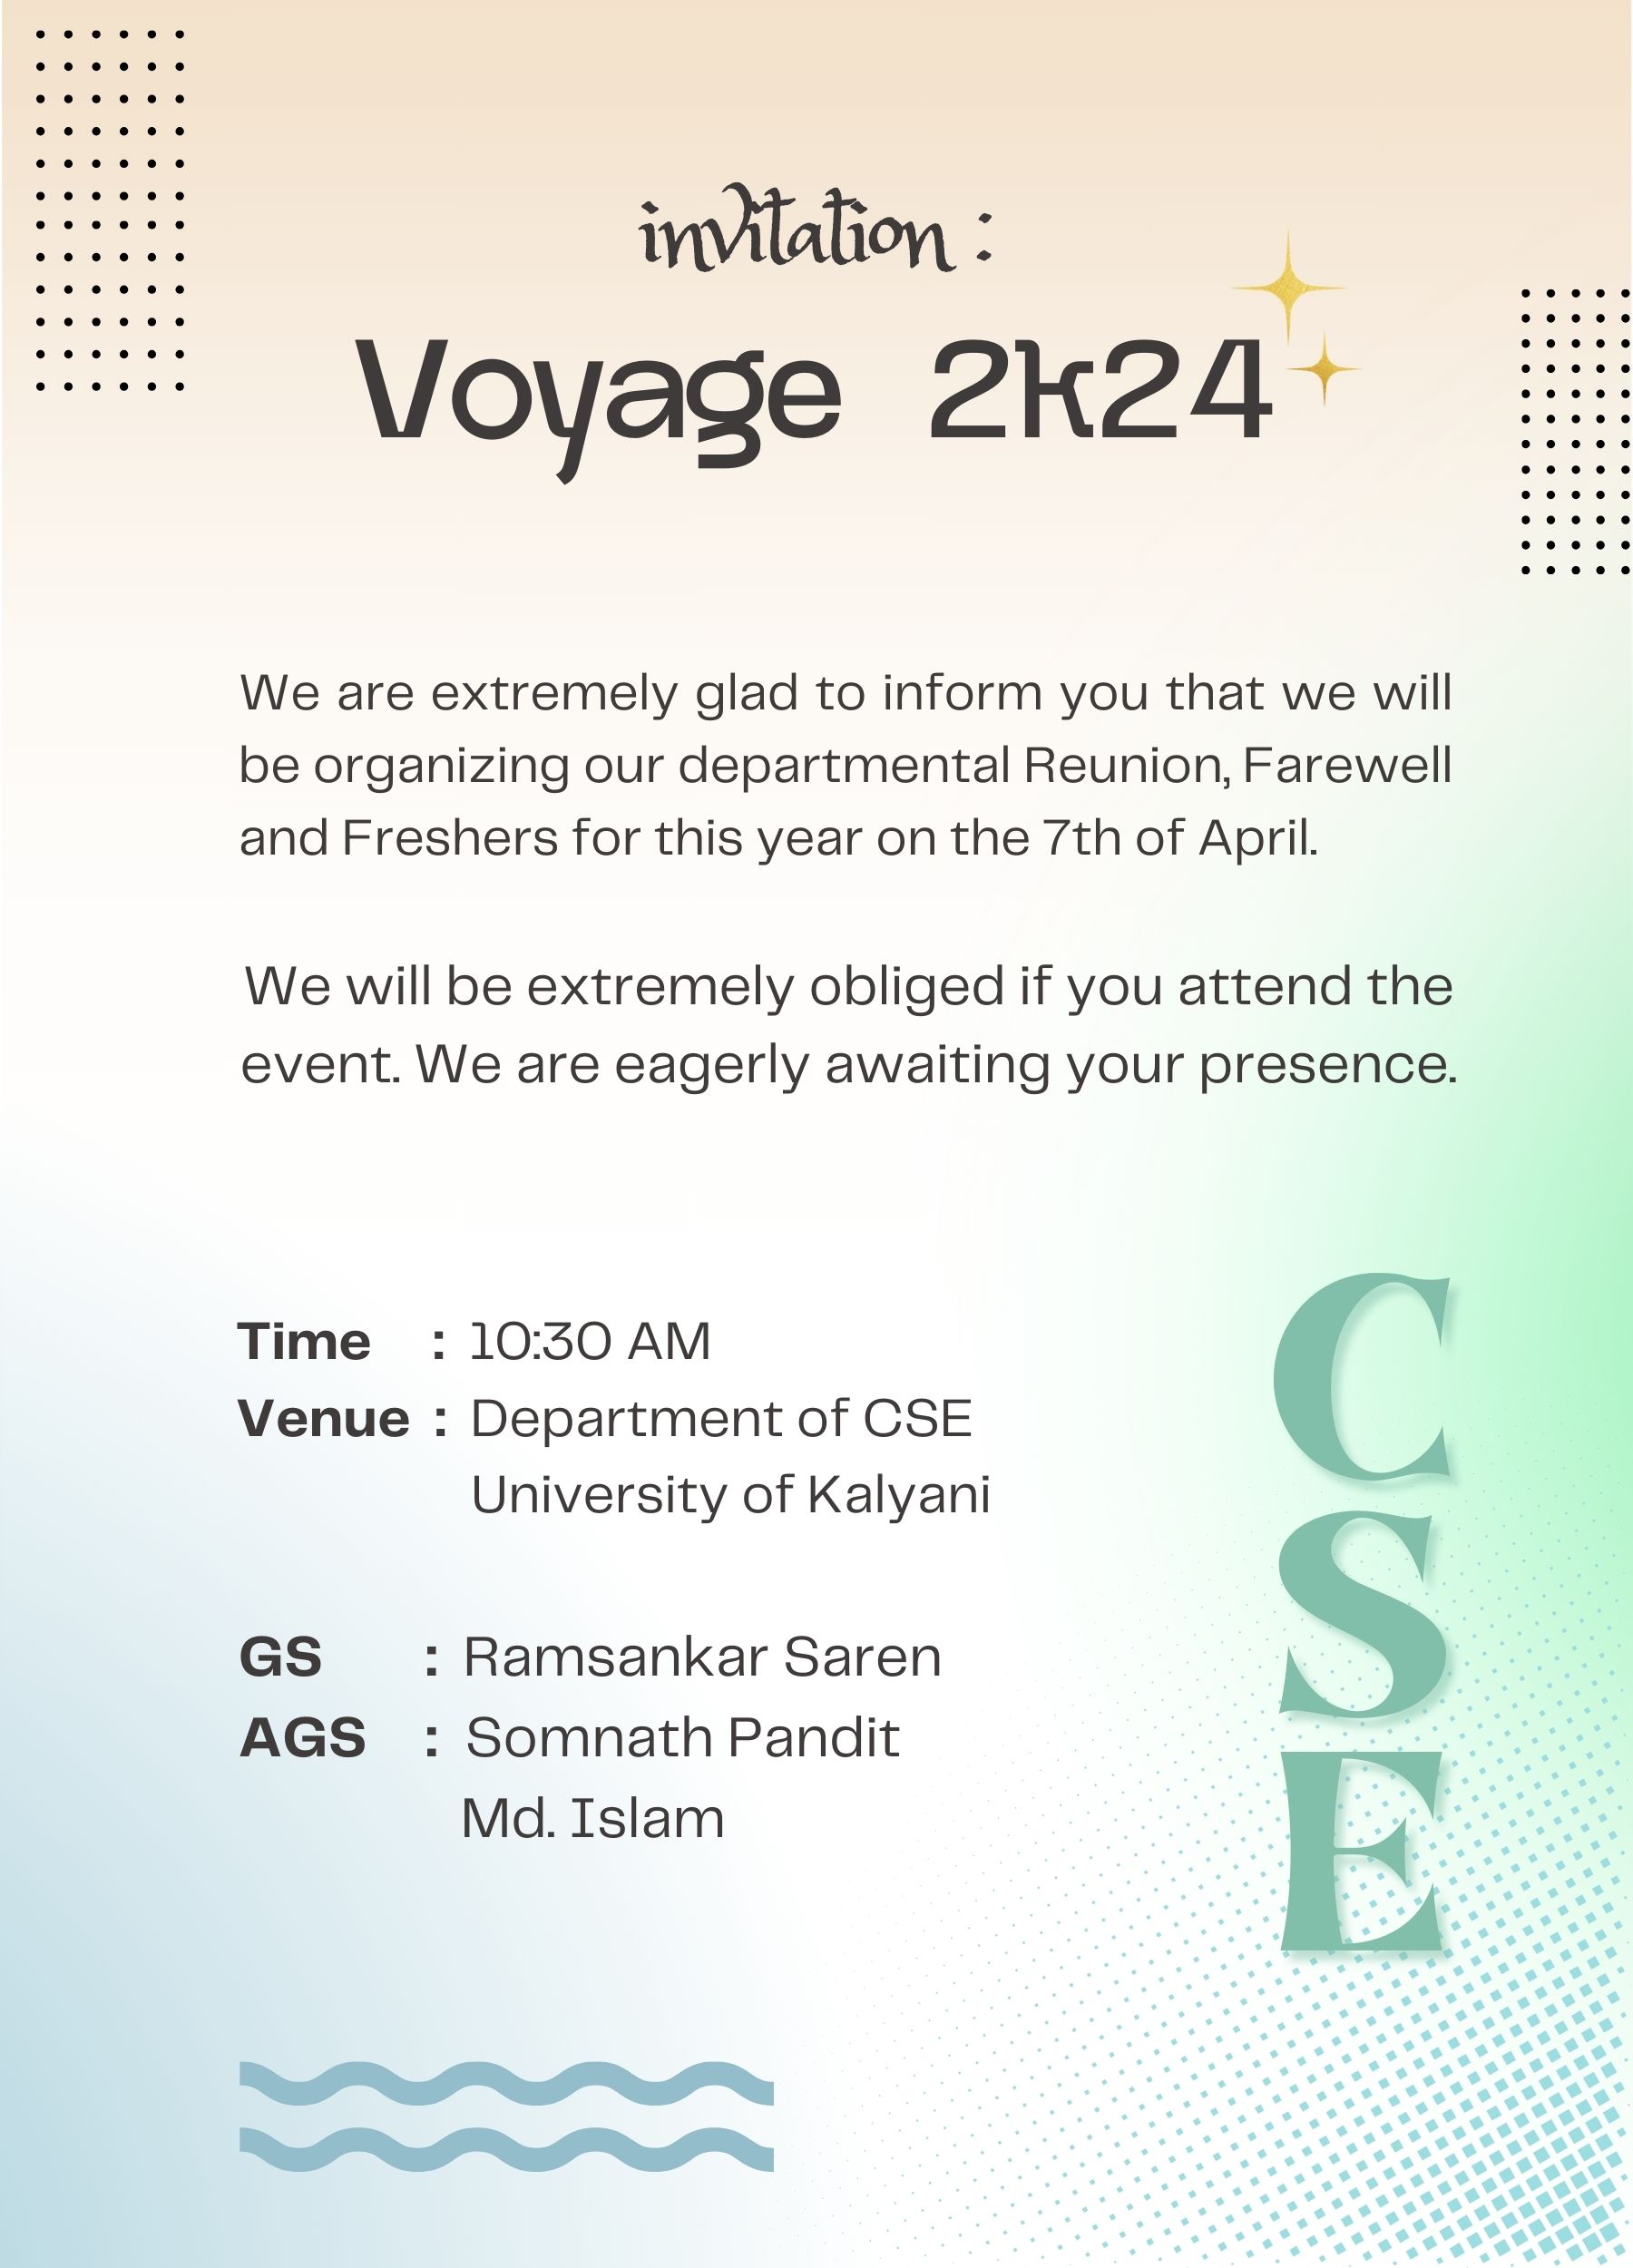 invitation :
Voyage 2k24
We are extremely glad to inform you that we will
be organizing our departmental Reunion, Farewell
and Freshers for this year on the 7th of April.
We will be extremely obliged if you attend the
event. We are eagerly awaiting your presence.
Time : 10:30 AM
Venue : Department of CSE
University of Kalyani
GS : Ramsankar Saren
AGS : Somnath Pandit
Md. Islam
C
S
E